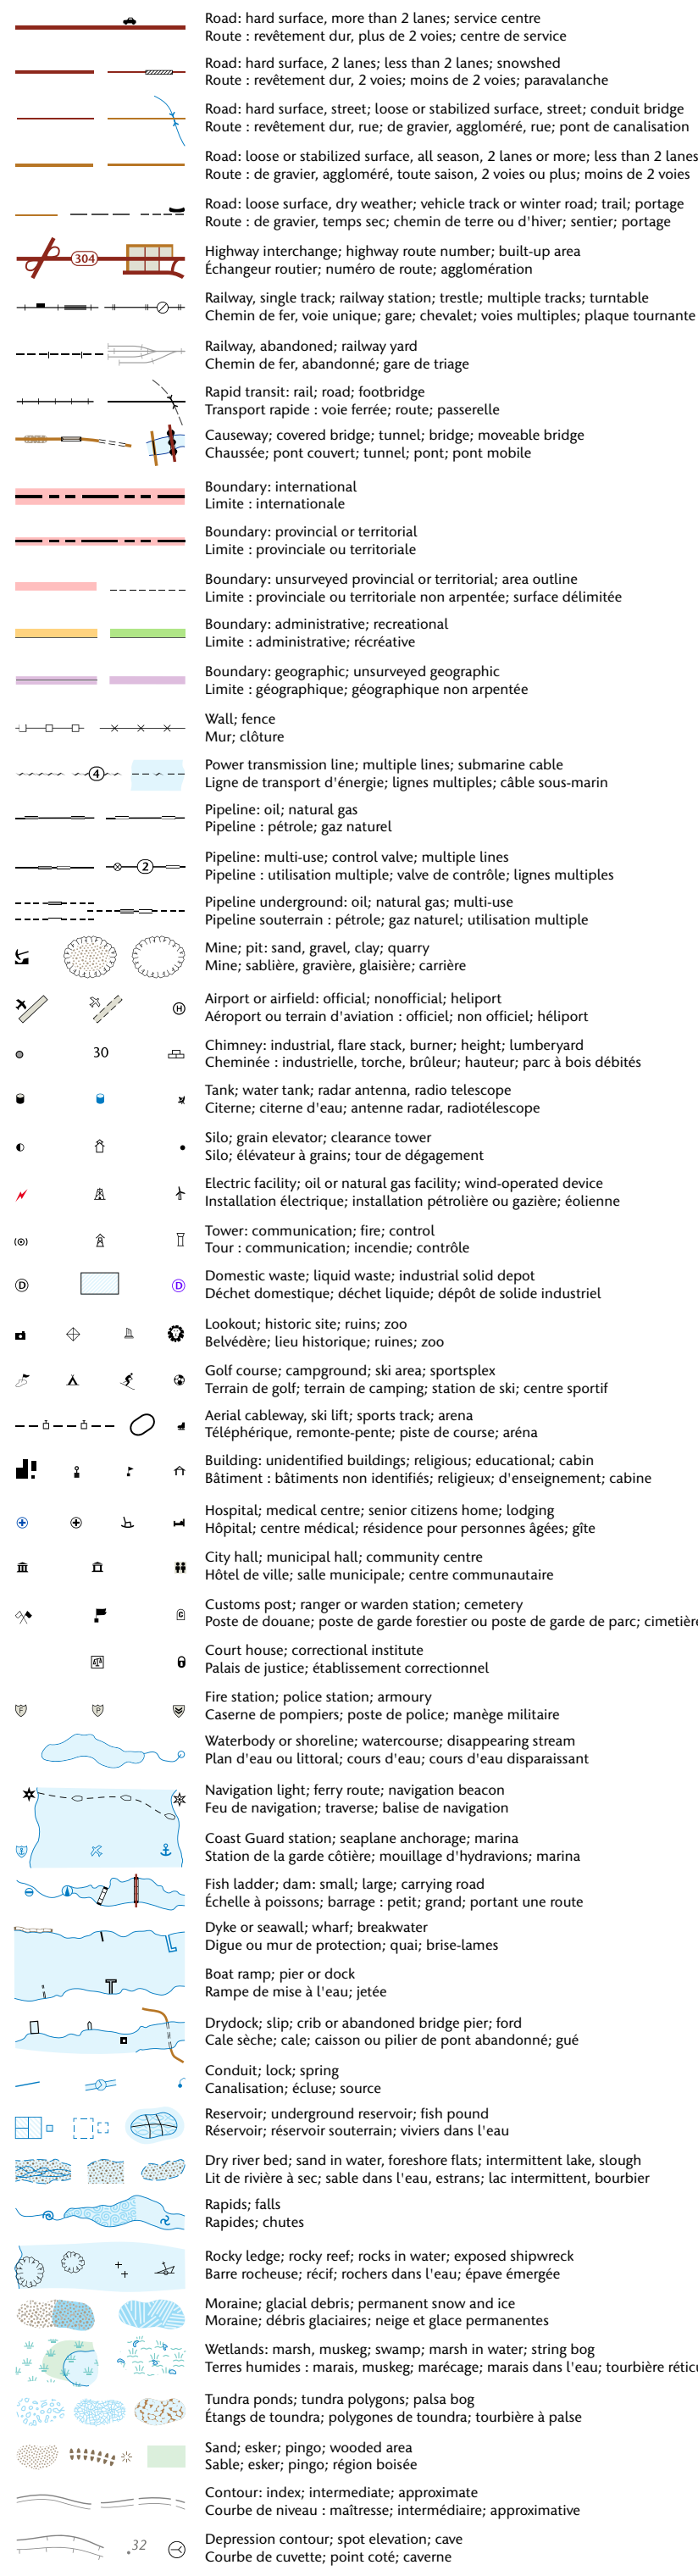 Road: hard surface, more than 2 lanes; service centre
Route : revêtement dur, plus de 2 voies; centre de service
Road: hard surface, 2 lanes; less than 2 lanes; snowshed
Route : revêtement dur, 2 voies; moins de 2 voies; paravalanche
Road: hard surface, street; loose or stabilized surface, street; conduit bridge
Route : revêtement dur, rue; de gravier, aggloméré, rue; pont de canalisation
Road: loose or stabilized surface, all season, 2 lanes or more; less than 2 lanes
Route : de gravier, aggloméré, toute saison, 2 voies ou plus; moins de 2 voies
Road: loose surface, dry weather; vehicle track or winter road; trail; portage
Route : de gravier, temps sec; chemin de terre ou d'hiver; sentier; portage
304
Highway interchange; highway route number; built-up area
Échangeur routier; numéro de route; agglomération
Railway, single track; railway station; trestle; multiple tracks; turntable
Chemin de fer, voie unique; gare; chevalet; voies multiples; plaque tournante
Railway, abandoned; railway yard
Chemin de fer, abandonné; gare de triage
Rapid transit: rail; road; footbridge
Transport rapide : voie ferrée; route; passerelle
Causeway; covered bridge; tunnel; bridge; moveable bridge
Chaussée; pont couvert; tunnel; pont; pont mobile
Boundary: international
Limite : internationale
Boundary: provincial or territorial
Limite : provinciale ou territoriale
Boundary: unsurveyed provincial or territorial; area outline
Limite : provinciale ou territoriale non arpentée; surface délimitée
Boundary: administrative; recreational
Limite : administrative; récréative
Boundary: geographic; unsurveyed geographic
Limite : géographique; géographique non arpentée
Wall; fence
Mur; clôture
4
Power transmission line; multiple lines; submarine cable
Ligne de transport d'énergie; lignes multiples; câble sous-marin
Pipeline: oil; natural gas
Pipeline : pétrole; gaz naturel
2
Pipeline: multi-use; control valve; multiple lines
Pipeline : utilisation multiple; valve de contrôle; lignes multiples
Pipeline underground: oil; natural gas; multi-use
Pipeline souterrain : pétrole; gaz naturel; utilisation multiple
Mine; pit: sand, gravel, clay; quarry
Mine; sablière, gravière, glaisière; carrière
H
Airport or airfield: official; nonofficial; heliport
Aéroport ou terrain d'aviation : officiel; non officiel; héliport
30
Chimney: industrial, flare stack, burner; height; lumberyard
Cheminée : industrielle, torche, brûleur; hauteur; parc à bois débités
Tank; water tank; radar antenna, radio telescope
Citerne; citerne d'eau; antenne radar, radiotélescope
Silo; grain elevator; clearance tower
Silo; élévateur à grains; tour de dégagement
Electric facility; oil or natural gas facility; wind-operated device
Installation électrique; installation pétrolière ou gazière; éolienne
Tower: communication; fire; control
Tour : communication; incendie; contrôle
D D
Domestic waste; liquid waste; industrial solid depot
Déchet domestique; déchet liquide; dépôt de solide industriel
Lookout; historic site; ruins; zoo
Belvédère; lieu historique; ruines; zoo
Golf course; campground; ski area; sportsplex
Terrain de golf; terrain de camping; station de ski; centre sportif
Aerial cableway, ski lift; sports track; arena
Téléphérique, remonte-pente; piste de course; aréna
Building: unidentified buildings; religious; educational; cabin
Bâtiment : bâtiments non identifiés; religieux; d'enseignement; cabine
Hospital; medical centre; senior citizens home; lodging
Hôpital; centre médical; résidence pour personnes âgées; gîte
City hall; municipal hall; community centre
Hôtel de ville; salle municipale; centre communautaire
C
Customs post; ranger or warden station; cemetery
Poste de douane; poste de garde forestier ou poste de garde de parc; cimetière
Court house; correctional institute
Palais de justice; établissement correctionnel
F P
Fire station; police station; armoury
Caserne de pompiers; poste de police; manège militaire
Waterbody or shoreline; watercourse; disappearing stream
Plan d'eau ou littoral; cours d'eau; cours d'eau disparaissant
Navigation light; ferry route; navigation beacon
Feu de navigation; traverse; balise de navigation
Coast Guard station; seaplane anchorage; marina
Station de la garde côtière; mouillage d'hydravions; marina
Fish ladder; dam: small; large; carrying road
Échelle à poissons; barrage : petit; grand; portant une route
Dyke or seawall; wharf; breakwater
Digue ou mur de protection; quai; brise-lames
Boat ramp; pier or dock
Rampe de mise à l'eau; jetée
Drydock; slip; crib or abandoned bridge pier; ford
Cale sèche; cale; caisson ou pilier de pont abandonné; gué
Conduit; lock; spring
Canalisation; écluse; source
Reservoir; underground reservoir; fish pound
Réservoir; réservoir souterrain; viviers dans l'eau
Dry river bed; sand in water, foreshore flats; intermittent lake, slough
Lit de rivière à sec; sable dans l'eau, estrans; lac intermittent, bourbier
Rapids; falls
Rapides; chutes
Rocky ledge; rocky reef; rocks in water; exposed shipwreck
Barre rocheuse; récif; rochers dans l'eau; épave émergée
Moraine; glacial debris; permanent snow and ice
Moraine; débris glaciaires; neige et glace permanentes
Wetlands: marsh, muskeg; swamp; marsh in water; string bog
Terres humides : marais, muskeg; marécage; marais dans l'eau; tourbière réticu
Tundra ponds; tundra polygons; palsa bog
Étangs de toundra; polygones de toundra; tourbière à palse
Sand; esker; pingo; wooded area
Sable; esker; pingo; région boisée
Contour: index; intermediate; approximate
Courbe de niveau : maîtresse; intermédiaire; approximative
.32
Depression contour; spot elevation; cave
Courbe de cuvette; point coté; caverne